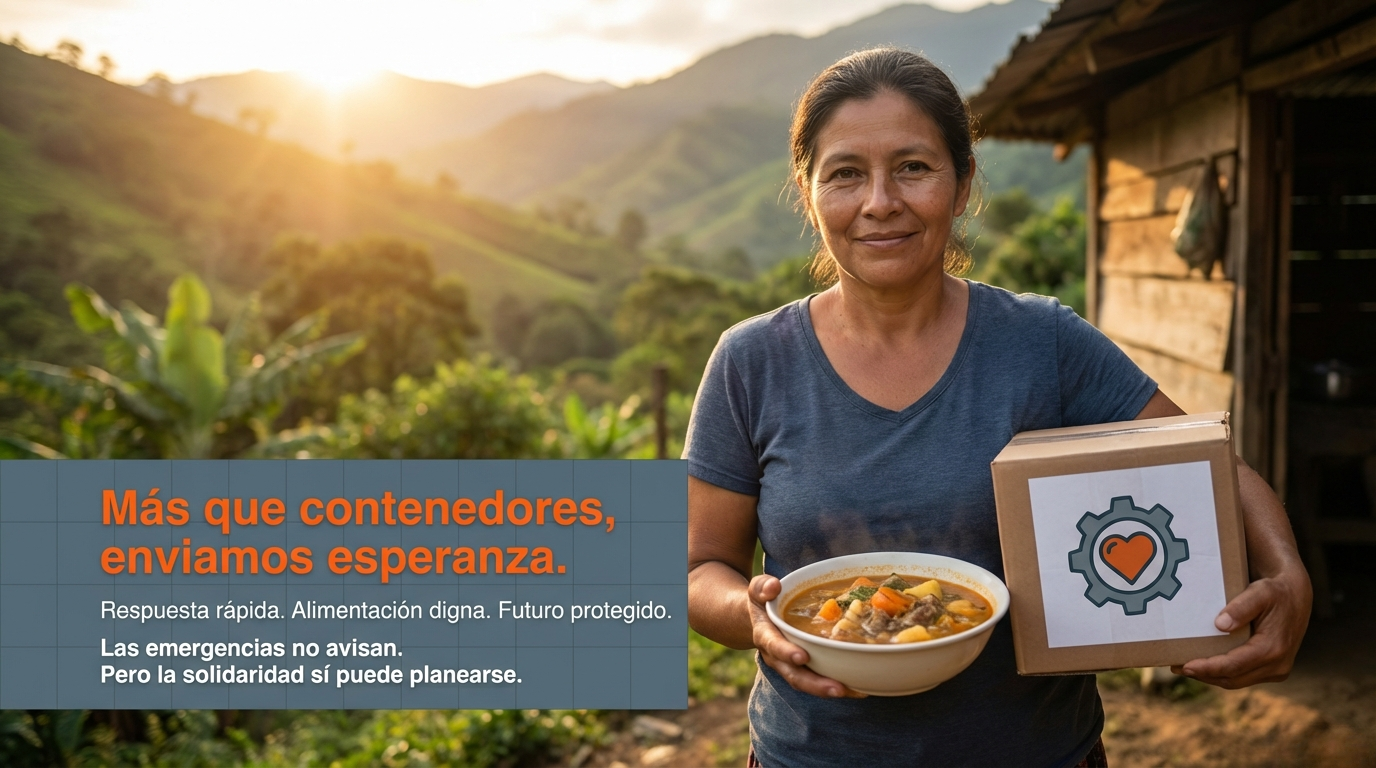 Más que contenedores,
enviamos esperanza.
Respuesta rápida. Alimentación digna. Futuro protegido.
Las emergencias no avisan.
Pero la solidaridad sí puede planearse.